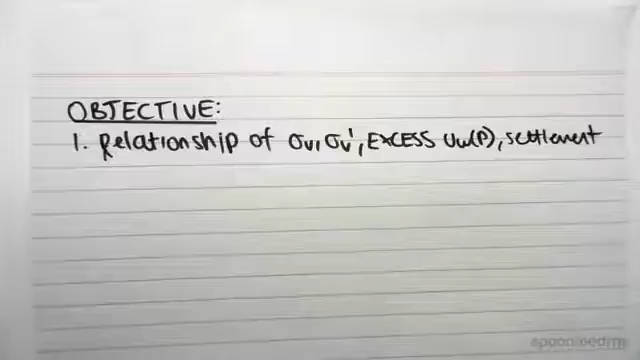 OBJECTIVE:
1. Relationship of σv, σv', EXCESS Uw(P), settlement